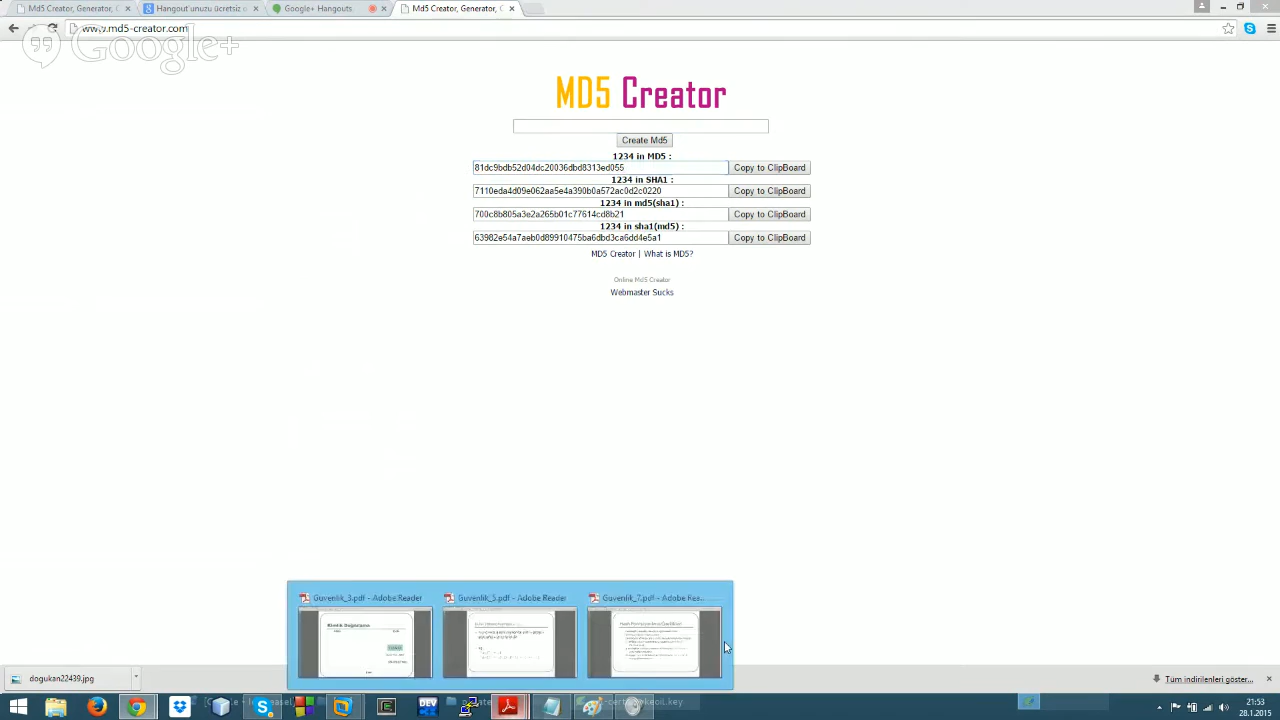 MD5 Creator, Generator, C
Hangout'unuzu ücretsiz o
Google+ Hangouts
MD5 Creator, Generator, C
www.md5-creator.com
Google+
MD5 Creator
Create Md5
1234 in MD5 :
81dc9bdb52d04dc20036dbd8313ed055 Copy to ClipBoard
1234 in SHA1 :
7110eda4d09e062aa5e4a390b0a572ac0d2c0220 Copy to ClipBoard
1234 in md5(sha1) :
700c8b805a3e2a265b01c77614cd8b21 Copy to ClipBoard
1234 in sha1(md5) :
63982e54a7aeb0d89910475ba6dbd3ca6dd4e5a1 Copy to ClipBoard
MD5 Creator | What is MD5?
Online Md5 Creator
Webmaster Sucks
Guvenlik_3.pdf - Adobe Reader
Guvenlik_5.pdf - Adobe Reader
Guvenlik_7.pdf - Adobe Rea...
Kimlik Doğrulama
dogukan22439.jpg
Tüm indirilenleri göster...
DEV
21:53
28.1.2015